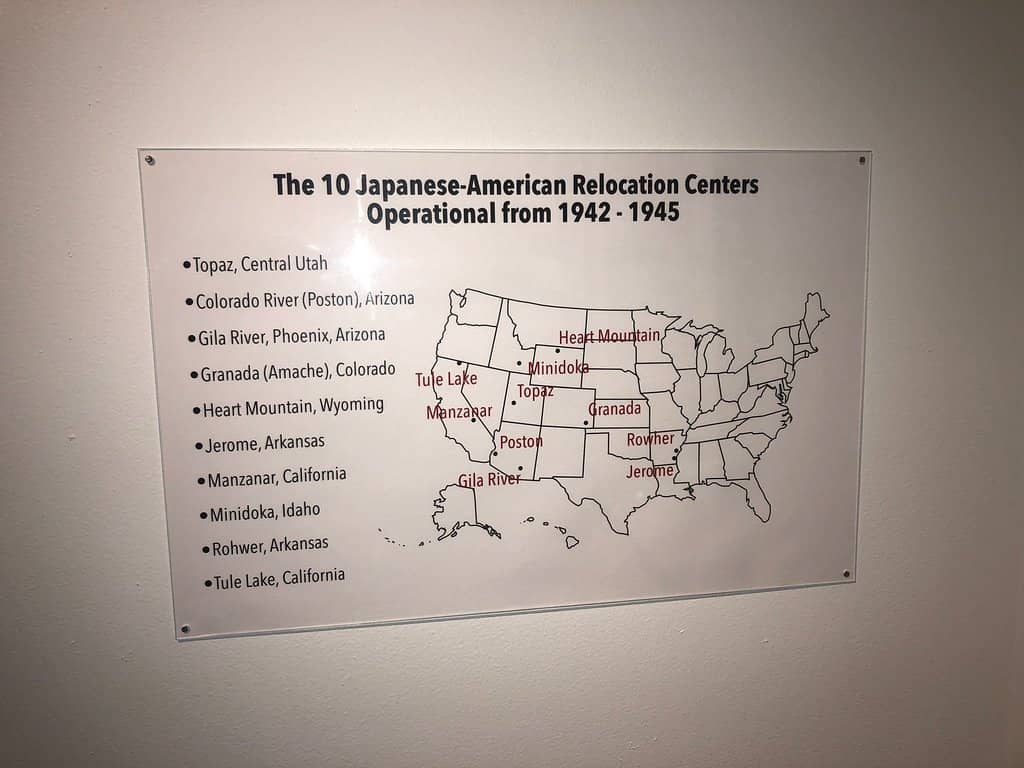 The 10 Japanese-American Relocation Centers
Operational from 1942 - 1945
•Topaz, Central Utah
•Colorado River (Poston), Arizona
•Gila River, Phoenix, Arizona
•Granada (Amache), Colorado
•Heart Mountain, Wyoming
•Jerome, Arkansas
•Manzanar, California
•Minidoka, Idaho
•Rohwer, Arkansas
•Tule Lake, California
Heart Mountain
Minidoka
Tule Lake
Topaz
Manzanar
Granada
Poston
Rowher
Jerome
Gila River